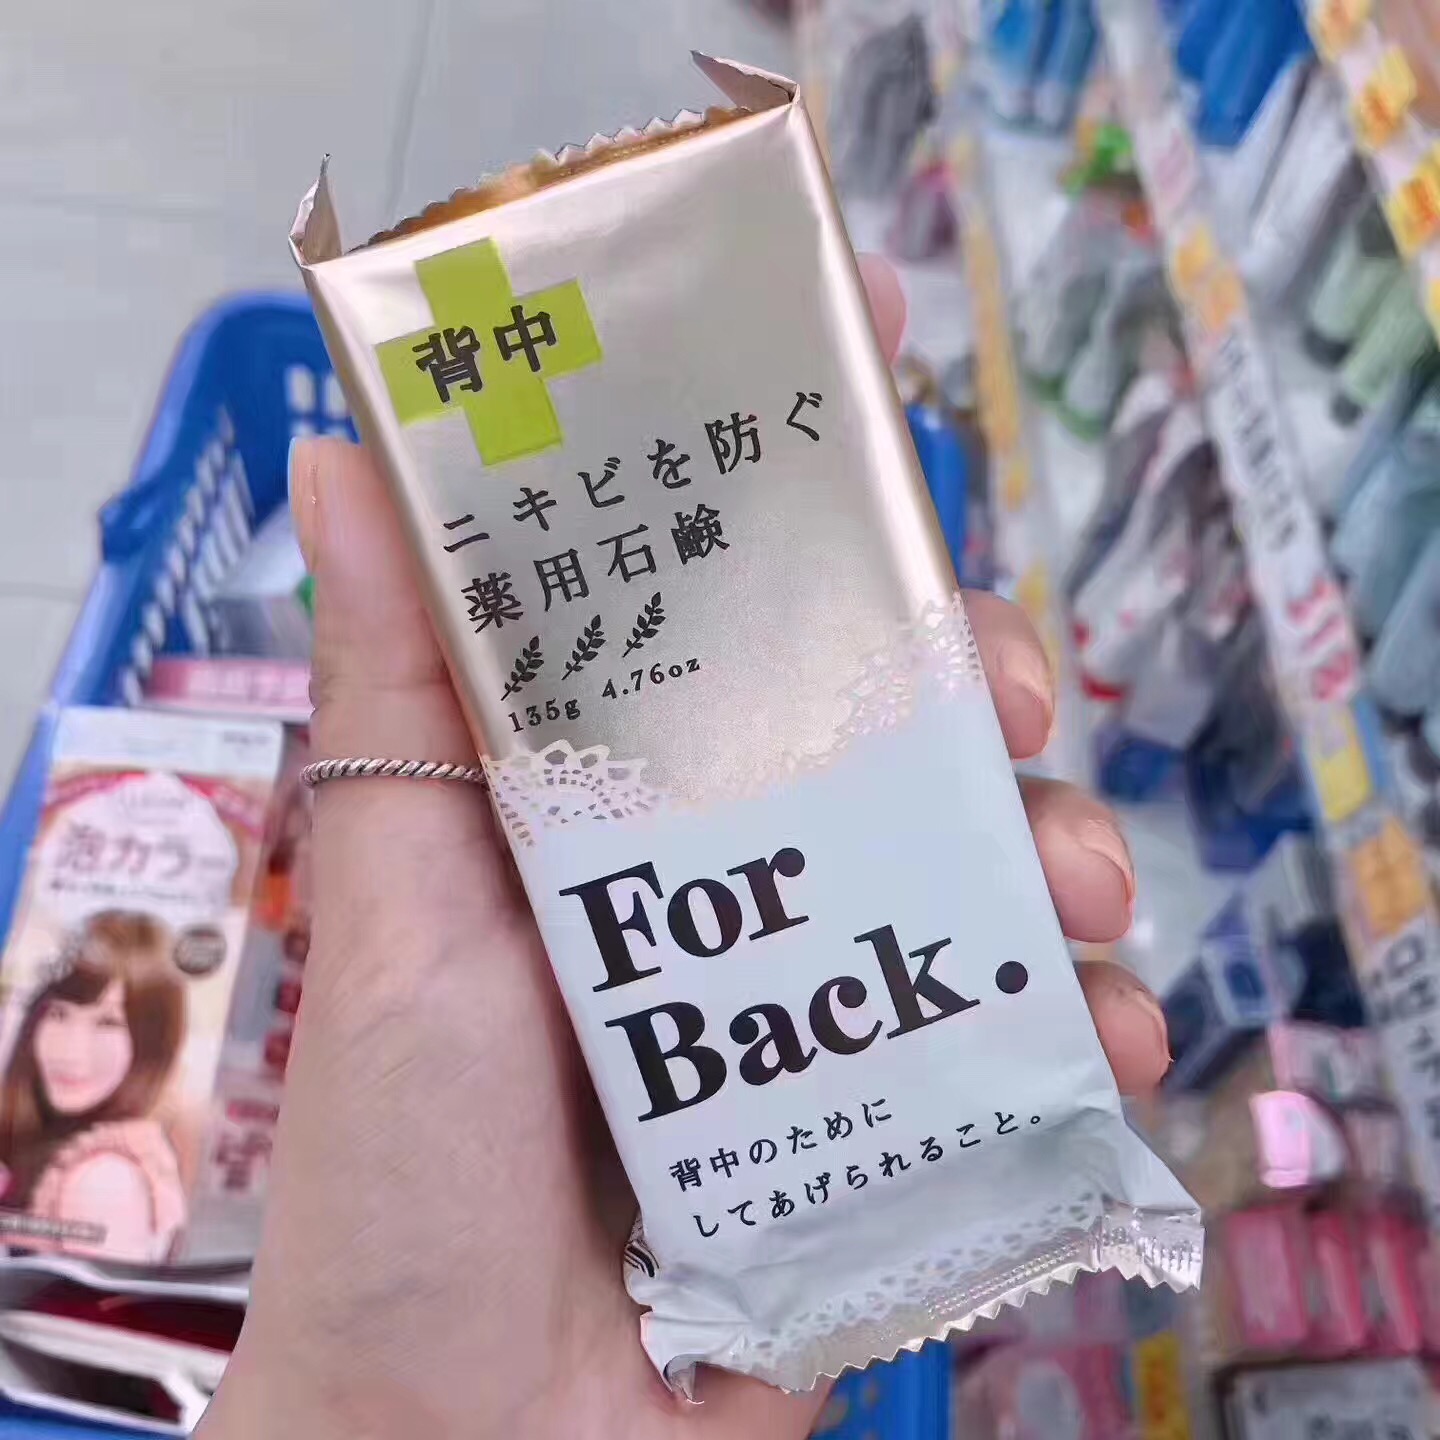 背中
ニキビを防ぐ
薬用石鹸
135g 4.76oz
For
Back.
背中のために
してあげられること。
泡カラー